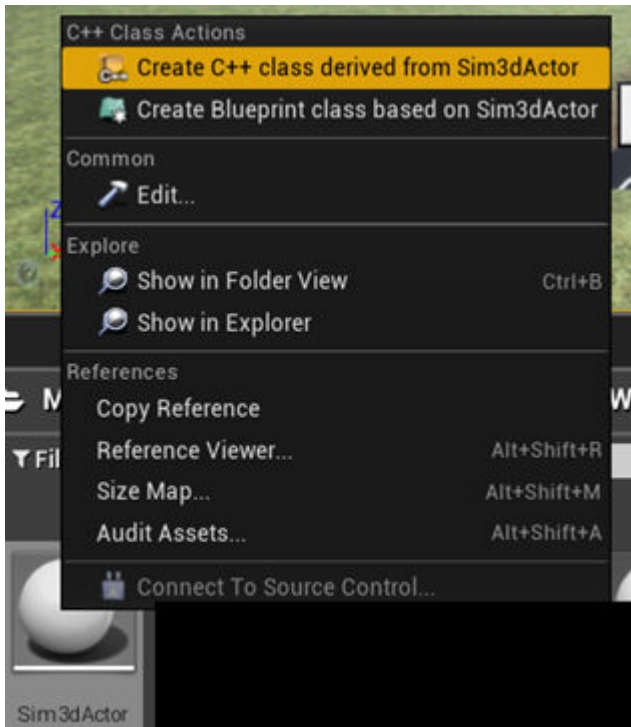 C++ Class Actions
C++
Create C++ class derived from Sim3dActor
Create Blueprint class based on Sim3dActor
Common
Edit...
Z
Explore
Show in Folder View Ctrl+B
Show in Explorer
References
M
W
Copy Reference
Fil
Reference Viewer... Alt+Shift+R
Size Map... Alt+Shift+M
Audit Assets... Alt+Shift+A
Connect To Source Control...
Sim3dActor